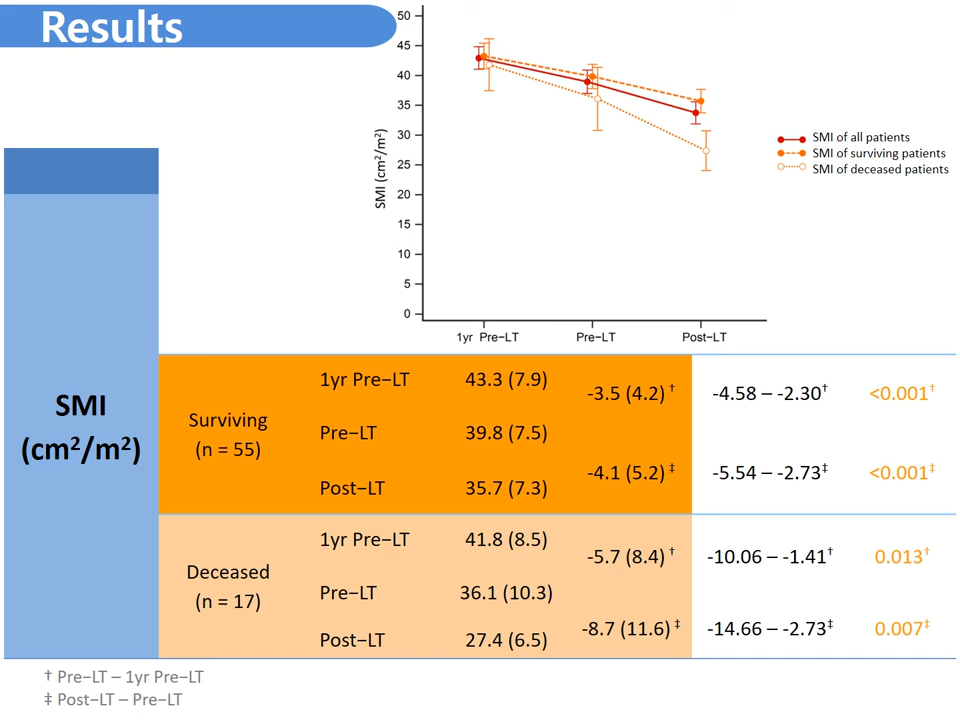 Results
50
45
40
35
30
25
20
15
10
5
0
SMI (cm²/m²)
1yr Pre-LT Pre-LT Post-LT
SMI of all patients
SMI of surviving patients
SMI of deceased patients
SMI
(cm²/m²)
Surviving
(n = 55)
1yr Pre−LT 43.3 (7.9)
-3.5 (4.2) † -4.58 – -2.30† <0.001†
Pre−LT 39.8 (7.5)
-4.1 (5.2) ‡ -5.54 – -2.73‡ <0.001‡
Post−LT 35.7 (7.3)
Deceased
(n = 17)
1yr Pre−LT 41.8 (8.5)
-5.7 (8.4) † -10.06 – -1.41† 0.013†
Pre−LT 36.1 (10.3)
-8.7 (11.6) ‡ -14.66 – -2.73‡ 0.007‡
Post−LT 27.4 (6.5)
† Pre−LT – 1yr Pre−LT
‡ Post−LT – Pre−LT